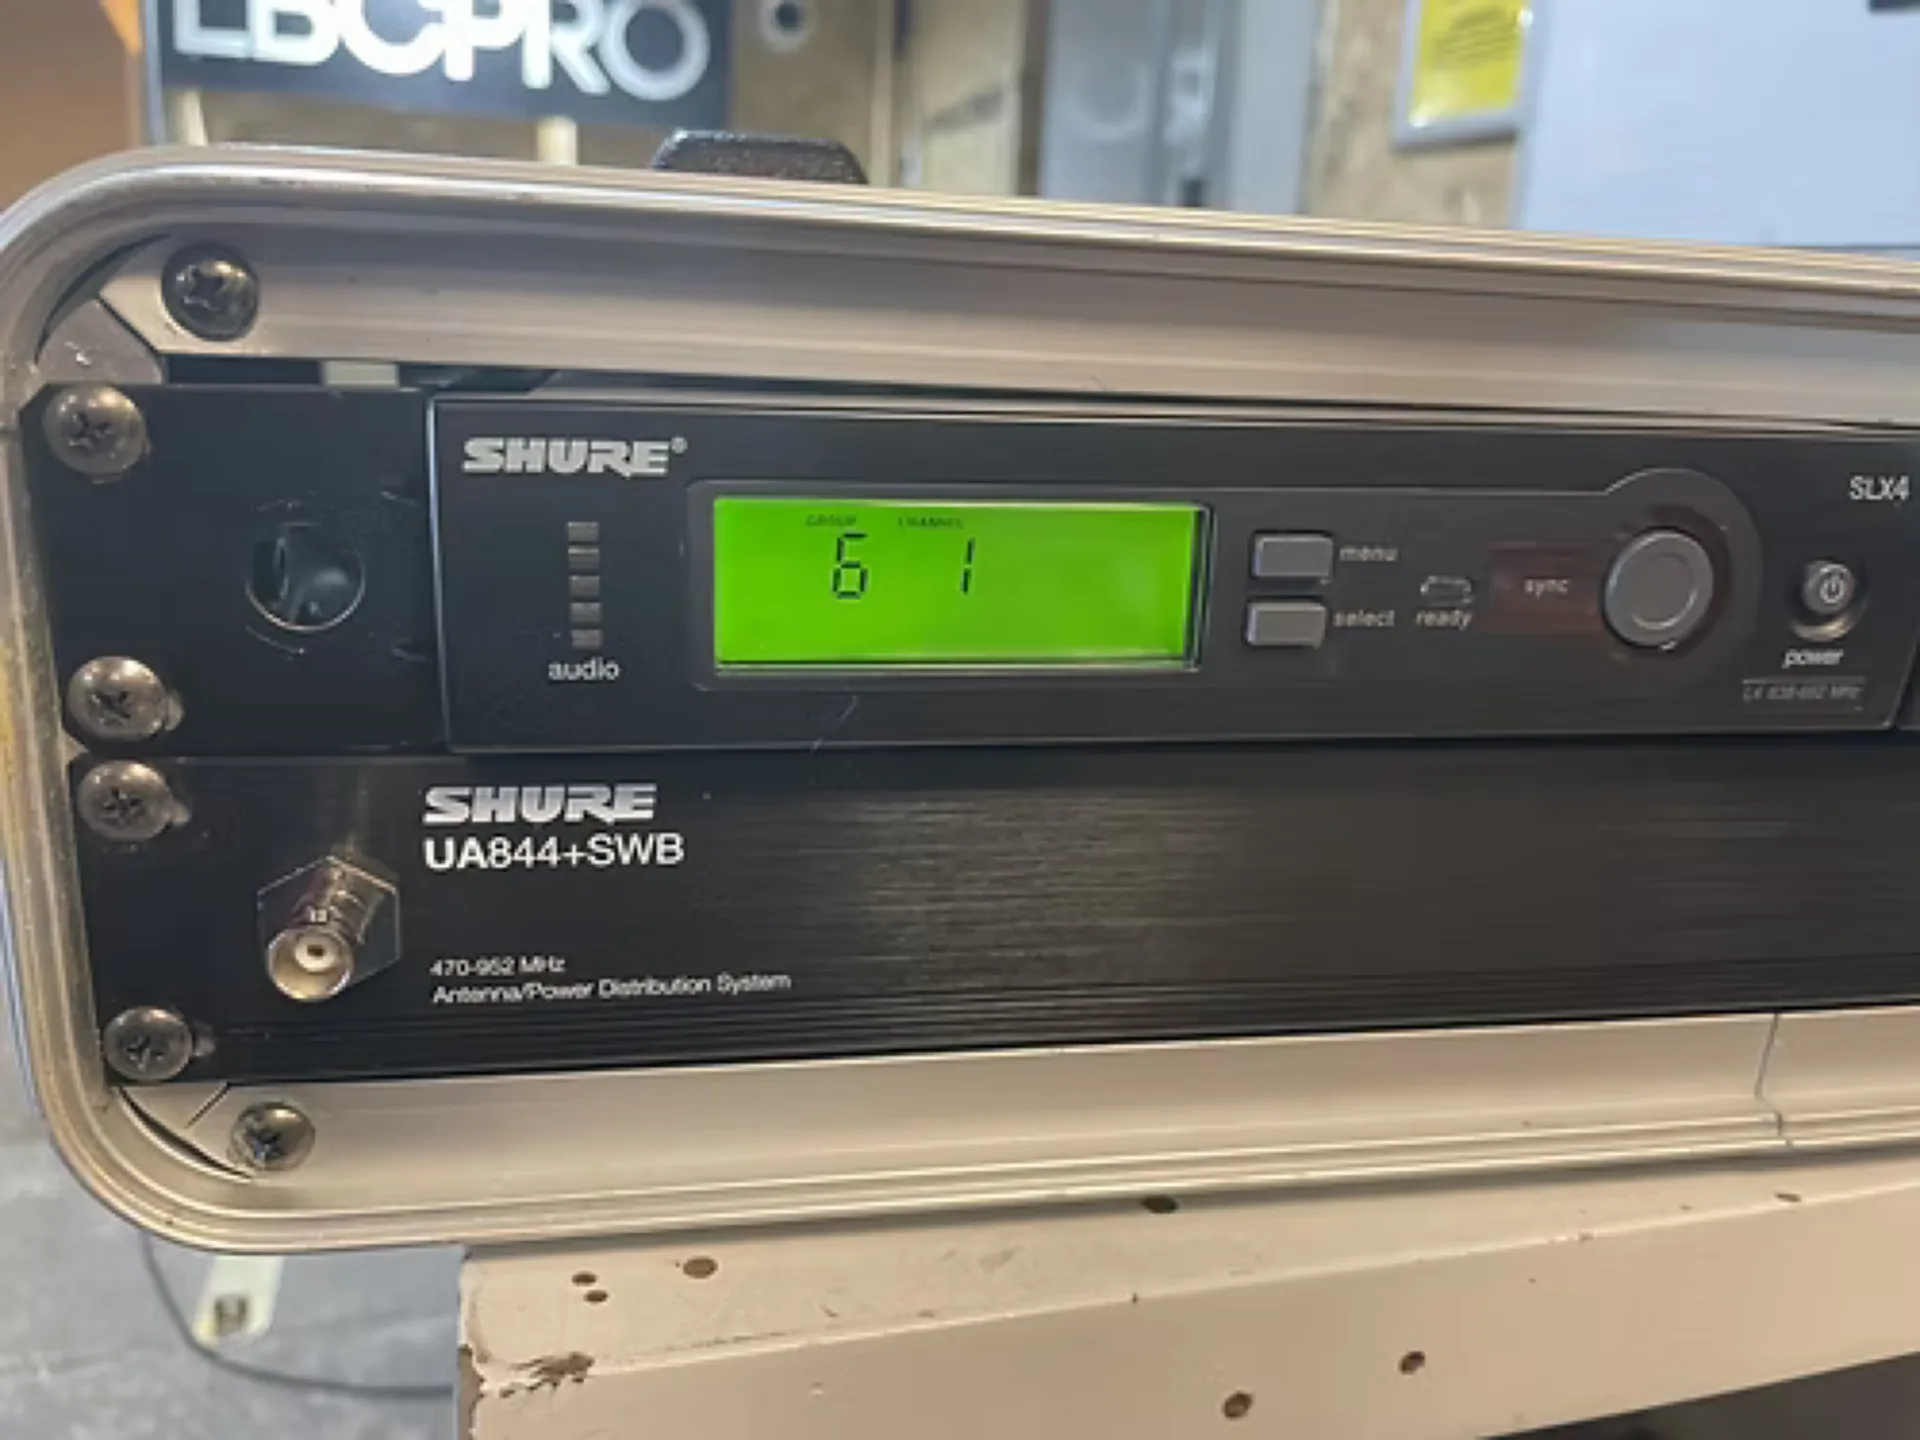 LBCPRO
SHURE®
SLX4
GROUP CHANNEL
6 1
menu
select
ready
sync
audio
power
SHURE
UA844+SWB
470-952 MHz
Antenna/Power Distribution System